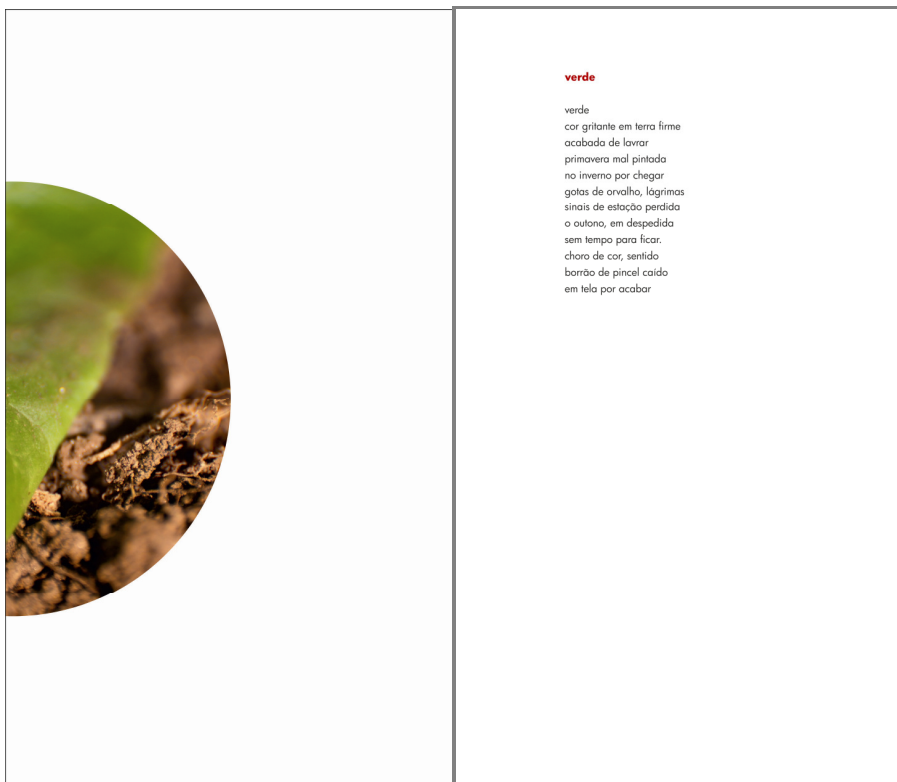 verde
verde
cor gritante em terra firme
acabada de lavrar
primavera mal pintada
no inverno por chegar
gotas de orvalho, lágrimas
sinais de estação perdida
o outono, em despedida
sem tempo para ficar.
choro de cor, sentido
borrão de pincel caído
em tela por acabar